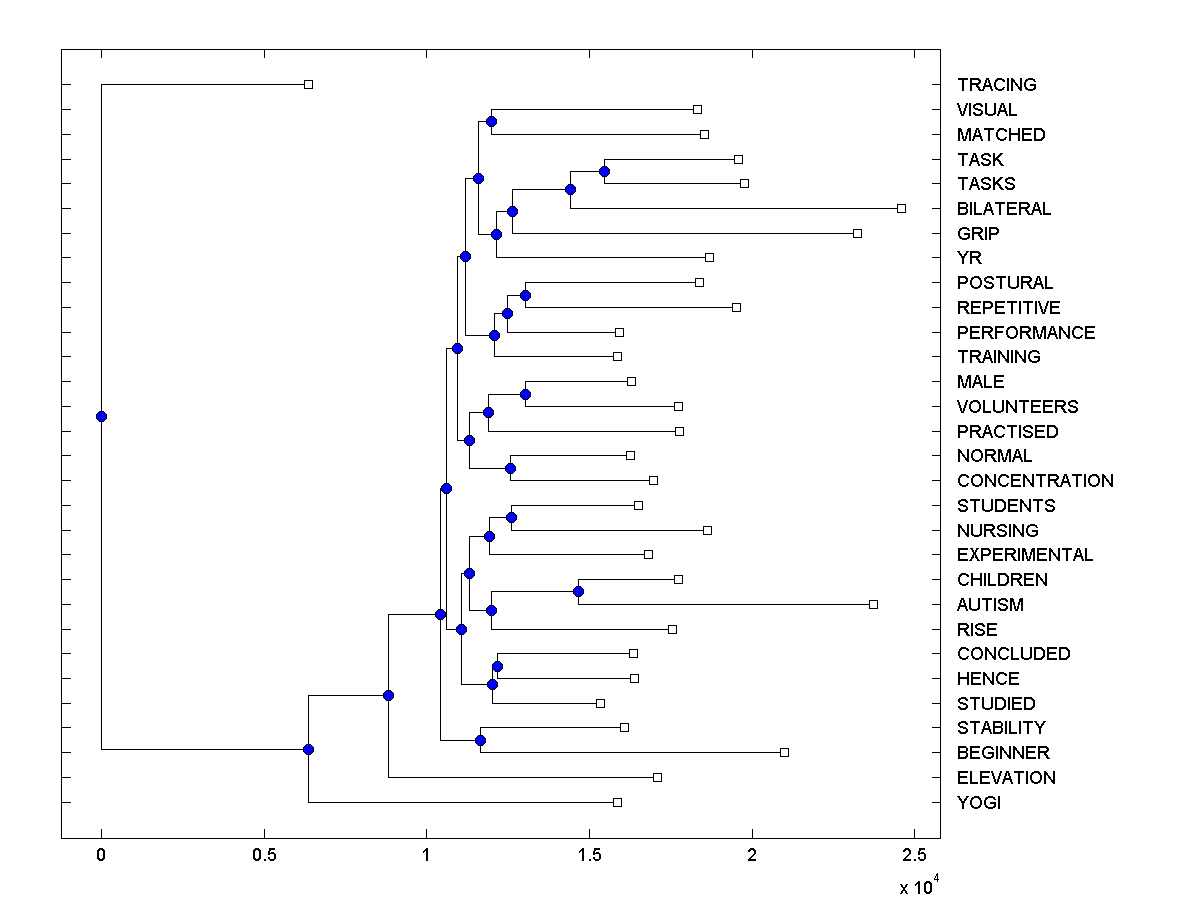 TRACING
VISUAL
MATCHED
TASK
TASKS
BILATERAL
GRIP
YR
POSTURAL
REPETITIVE
PERFORMANCE
TRAINING
MALE
VOLUNTEERS
PRACTISED
NORMAL
CONCENTRATION
STUDENTS
NURSING
EXPERIMENTAL
CHILDREN
AUTISM
RISE
CONCLUDED
HENCE
STUDIED
STABILITY
BEGINNER
ELEVATION
YOGI
0 0.5 1 1.5 2 2.5
x 10^4